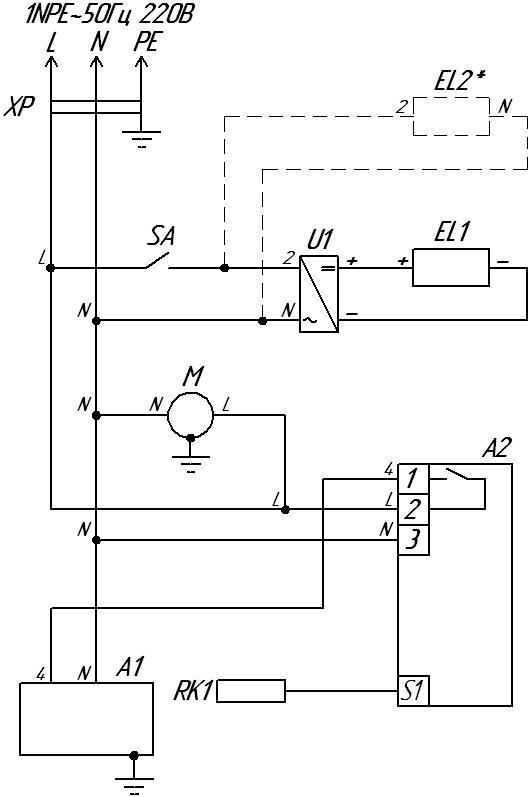 1NPE~50Гц 220В
L N PE
XP
EL2*
2 N
SA
U1
EL1
L
2
+ + -
N
N
~
-
M
N
N L
A2
4
1
L
L
2
N
N
3
A1
4 N
RK1
S1